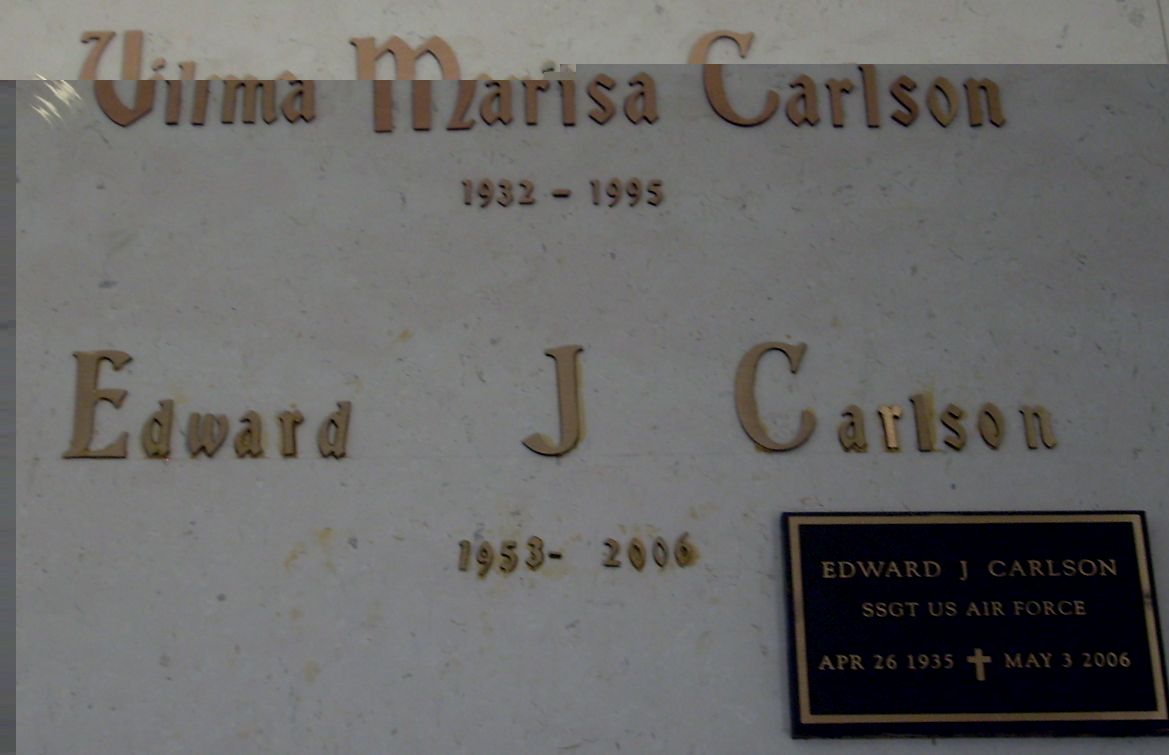 Vilma Marisa Carlson
1932 - 1995
Edward J Carlson
1953- 2006
EDWARD J CARLSON
SSGT US AIR FORCE
APR 26 1935 MAY 3 2006